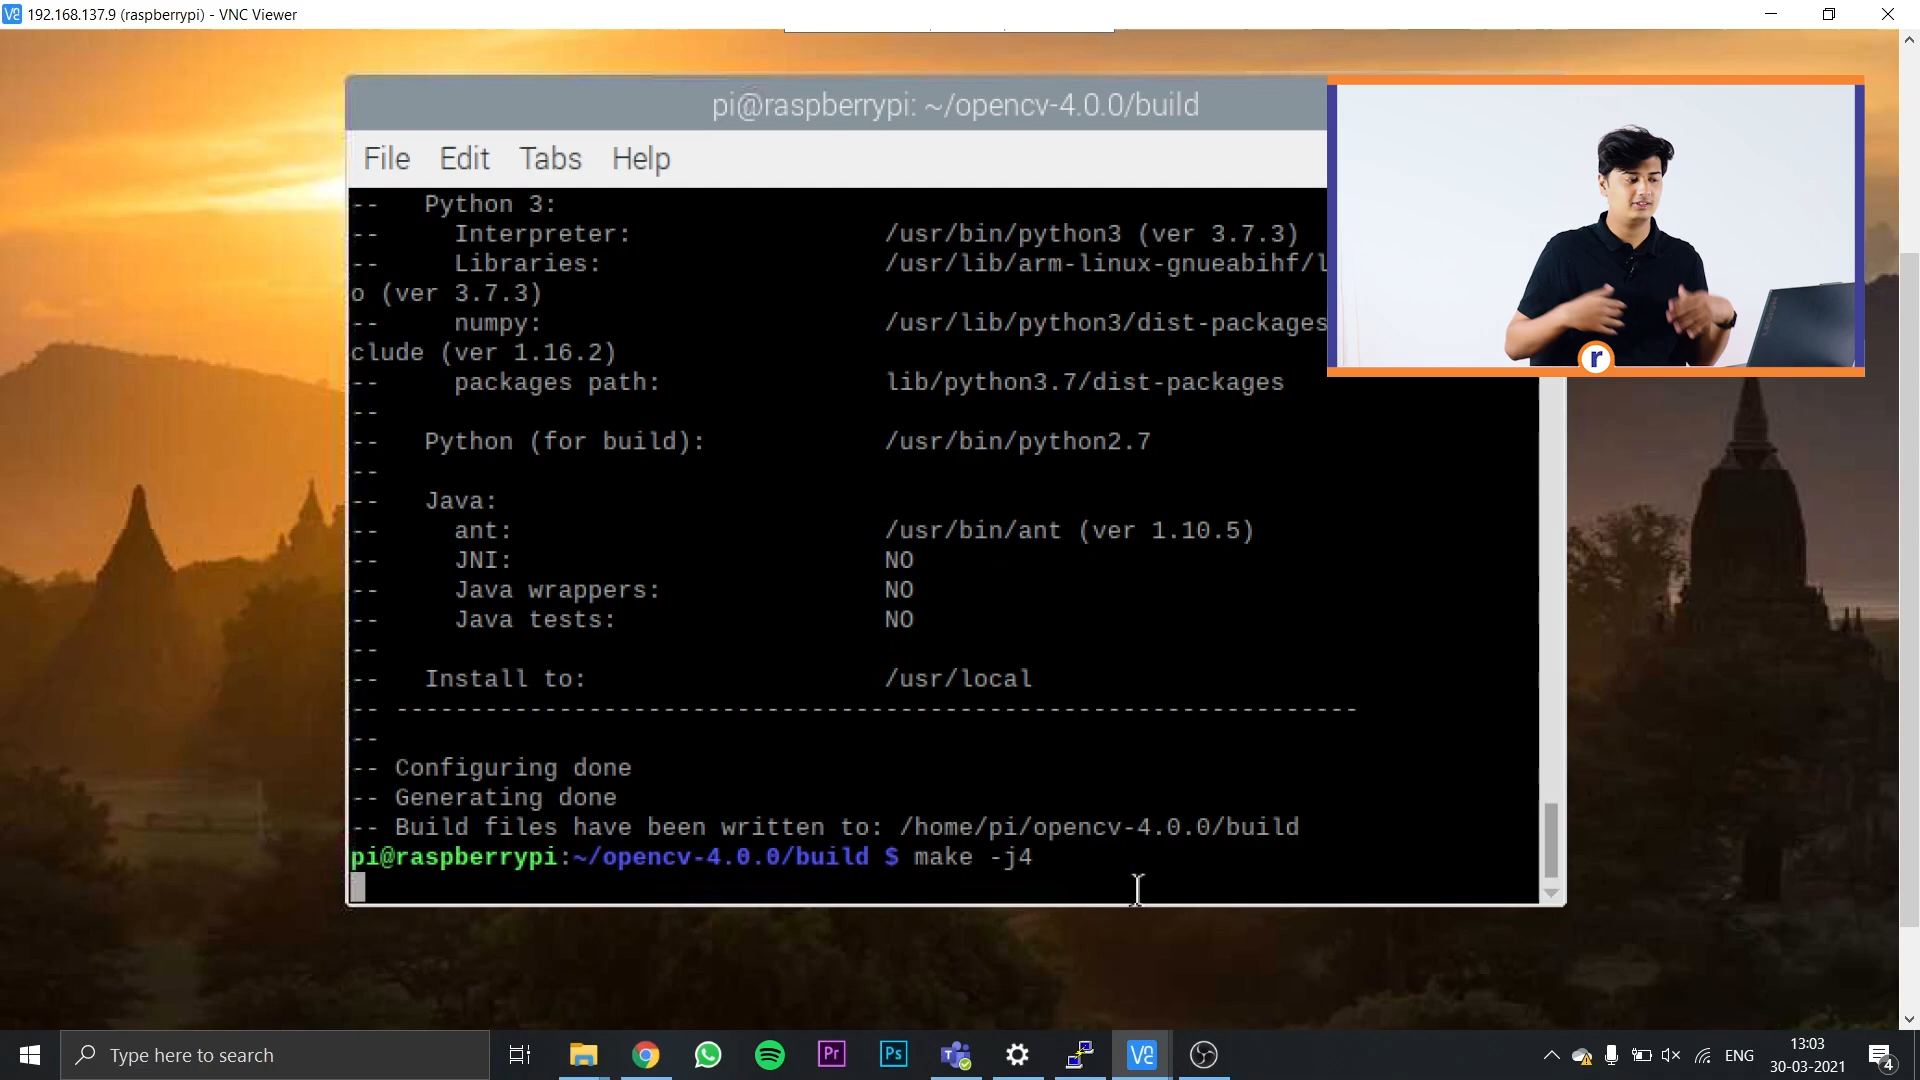 192.168.137.9 (raspberrypi) - VNC Viewer
pi@raspberrypi: ~/opencv-4.0.0/build
File Edit Tabs Help
-- Python 3:
-- Interpreter: /usr/bin/python3 (ver 3.7.3)
-- Libraries: /usr/lib/arm-linux-gnueabihf/l
o (ver 3.7.3)
-- numpy: /usr/lib/python3/dist-packages
clude (ver 1.16.2)
-- packages path: lib/python3.7/dist-packages
--
-- Python (for build): /usr/bin/python2.7
--
-- Java:
-- ant: /usr/bin/ant (ver 1.10.5)
-- JNI: NO
-- Java wrappers: NO
-- Java tests: NO
--
-- Install to: /usr/local
-- -----------------------------------------------------------------
--
-- Configuring done
-- Generating done
-- Build files have been written to: /home/pi/opencv-4.0.0/build
pi@raspberrypi:~/opencv-4.0.0/build $ make -j4
r
Type here to search
Pr
Ps
T
VC
ENG
13:03
30-03-2021
4